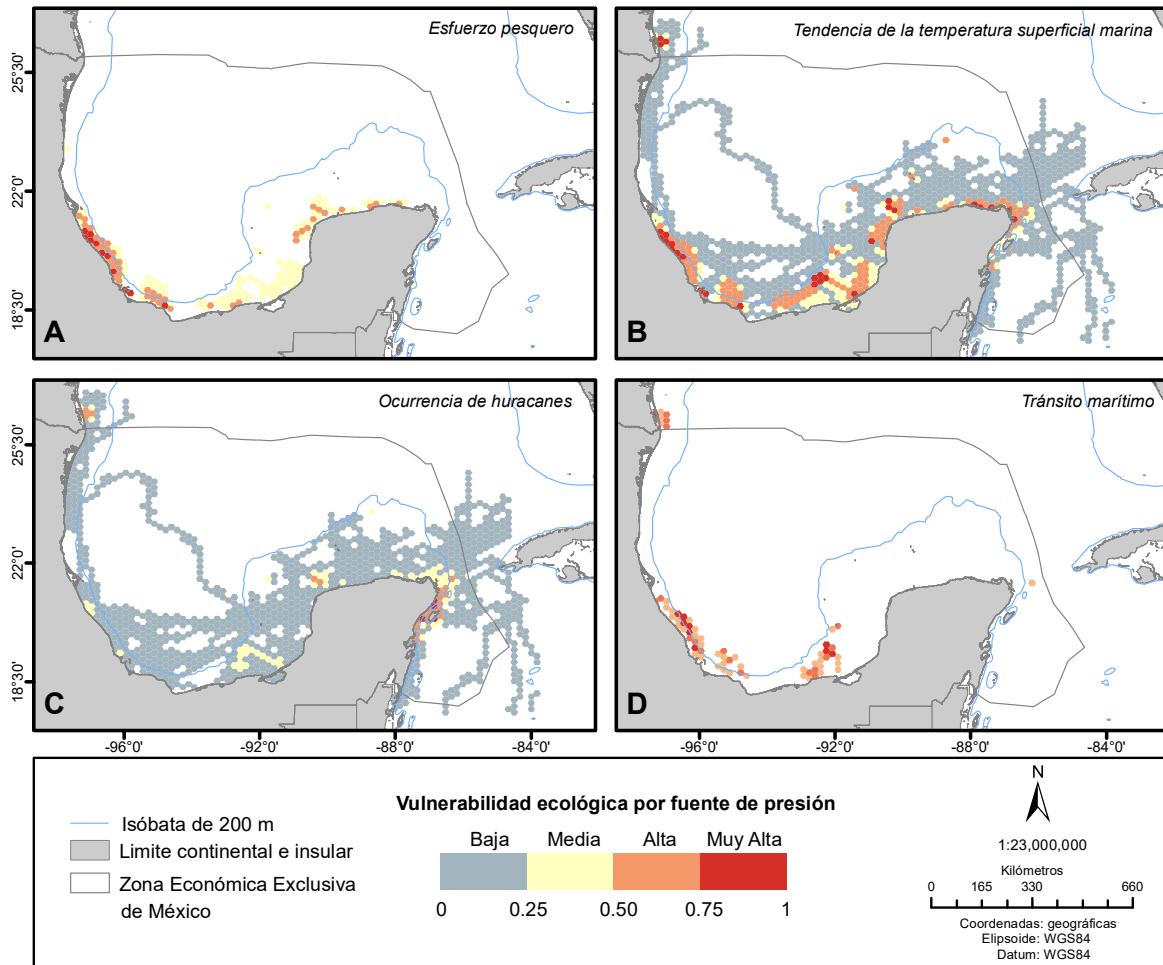 Esfuerzo pesquero
Tendencia de la temperatura superficial marina
25°30'
22°0'
18°30'
A
B
Ocurrencia de huracanes
Tránsito marítimo
25°30'
22°0'
18°30'
C
D
-96°0'
-92°0'
-88°0'
-84°0'
-96°0'
-92°0'
-88°0'
-84°0'
Isóbata de 200 m
Limite continental e insular
Zona Económica Exclusiva
de México
Vulnerabilidad ecológica por fuente de presión
Baja Media Alta Muy Alta
0 0.25 0.50 0.75 1
N
1:23,000,000
Kilómetros
0 165 330 660
Coordenadas: geográficas
Elipsoide: WGS84
Datum: WGS84